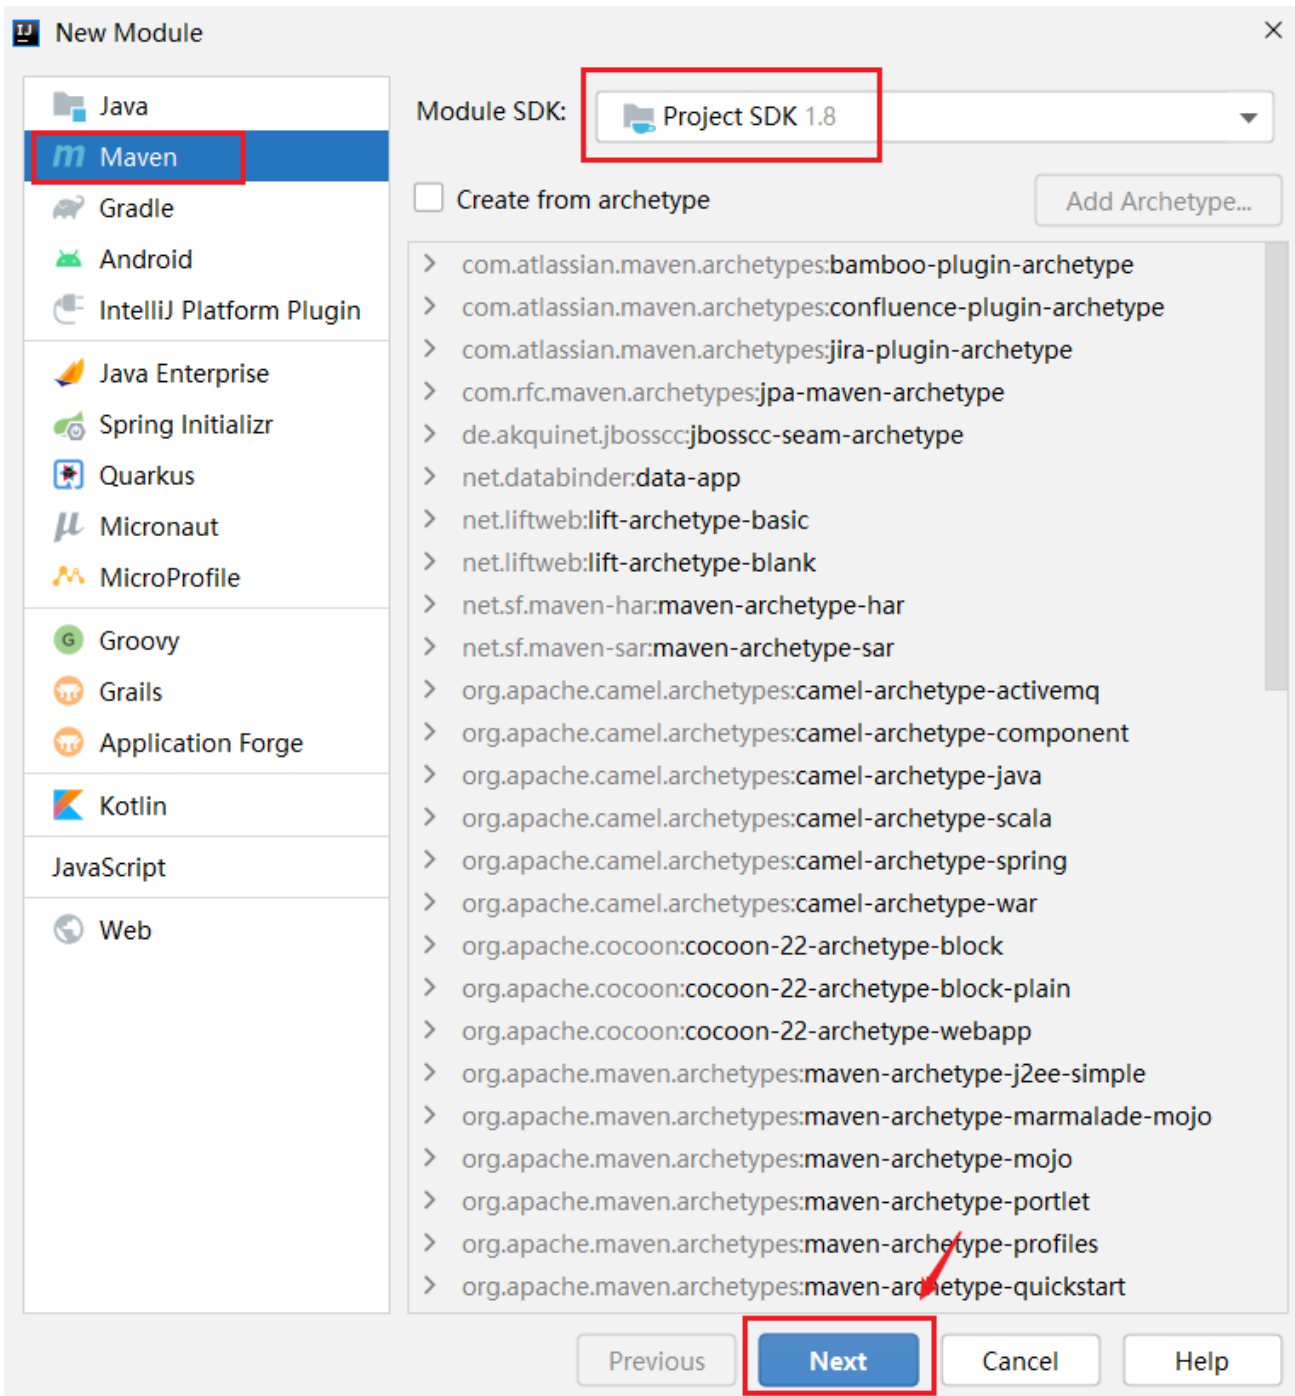 New Module
Java
Maven
Gradle
Android
IntelliJ Platform Plugin
Java Enterprise
Spring Initializr
Quarkus
Micronaut
MicroProfile
Groovy
Grails
Application Forge
Kotlin
JavaScript
Web
Module SDK: Project SDK 1.8
Create from archetype
Add Archetype...
com.atlassian.maven.archetypes:bamboo-plugin-archetype
com.atlassian.maven.archetypes:confluence-plugin-archetype
com.atlassian.maven.archetypes:jira-plugin-archetype
com.rfc.maven.archetypes:jpa-maven-archetype
de.akquinet.jbosscc:jbosscc-seam-archetype
net.databinder:data-app
net.liftweb:lift-archetype-basic
net.liftweb:lift-archetype-blank
net.sf.maven-har:maven-archetype-har
net.sf.maven-sar:maven-archetype-sar
org.apache.camel.archetypes:camel-archetype-activemq
org.apache.camel.archetypes:camel-archetype-component
org.apache.camel.archetypes:camel-archetype-java
org.apache.camel.archetypes:camel-archetype-scala
org.apache.camel.archetypes:camel-archetype-spring
org.apache.camel.archetypes:camel-archetype-war
org.apache.cocoon:cocoon-22-archetype-block
org.apache.cocoon:cocoon-22-archetype-block-plain
org.apache.cocoon:cocoon-22-archetype-webapp
org.apache.maven.archetypes:maven-archetype-j2ee-simple
org.apache.maven.archetypes:maven-archetype-marmalade-mojo
org.apache.maven.archetypes:maven-archetype-mojo
org.apache.maven.archetypes:maven-archetype-portlet
org.apache.maven.archetypes:maven-archetype-profiles
org.apache.maven.archetypes:maven-archetype-quickstart
Previous
Next
Cancel
Help